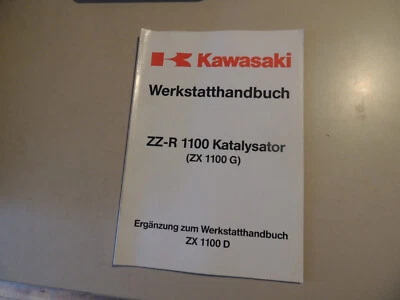 Kawasaki
Werkstatthandbuch
ZZ-R 1100 Katalysator
(ZX 1100 G)
Ergänzung zum Werkstatthandbuch
ZX 1100 D